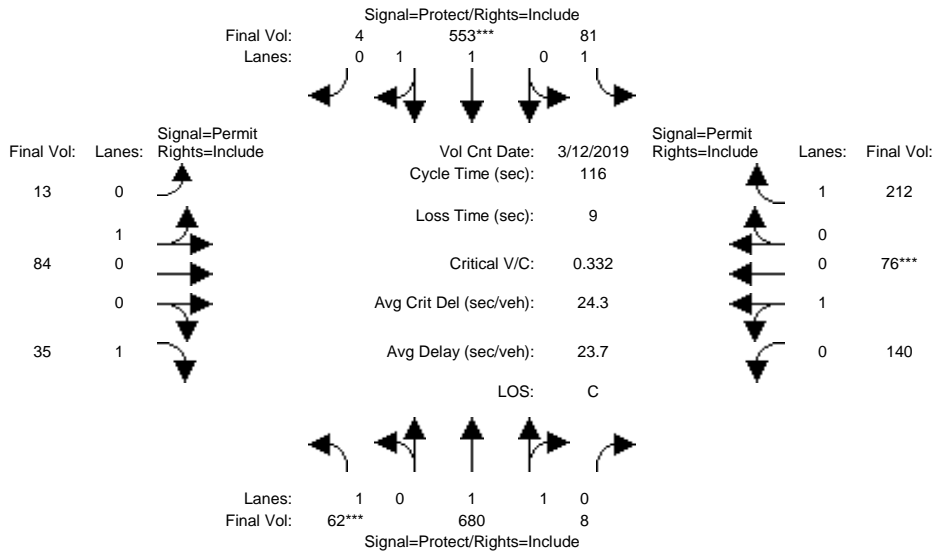 Signal=Protect/Rights=Include
Final Vol: 4 553*** 81
Lanes: 0 1 1 0 1
Signal=Permit
Final Vol: Lanes: Rights=Include
Vol Cnt Date: 3/12/2019
Signal=Permit
Rights=Include Lanes: Final Vol:
Cycle Time (sec): 116
13 0
1 212
Loss Time (sec): 9
1
0
84 0
Critical V/C: 0.332
0 76***
0
Avg Crit Del (sec/veh): 24.3
1
35 1
Avg Delay (sec/veh): 23.7
0 140
LOS: C
Lanes: 1 0 1 1 0
Final Vol: 62*** 680 8
Signal=Protect/Rights=Include